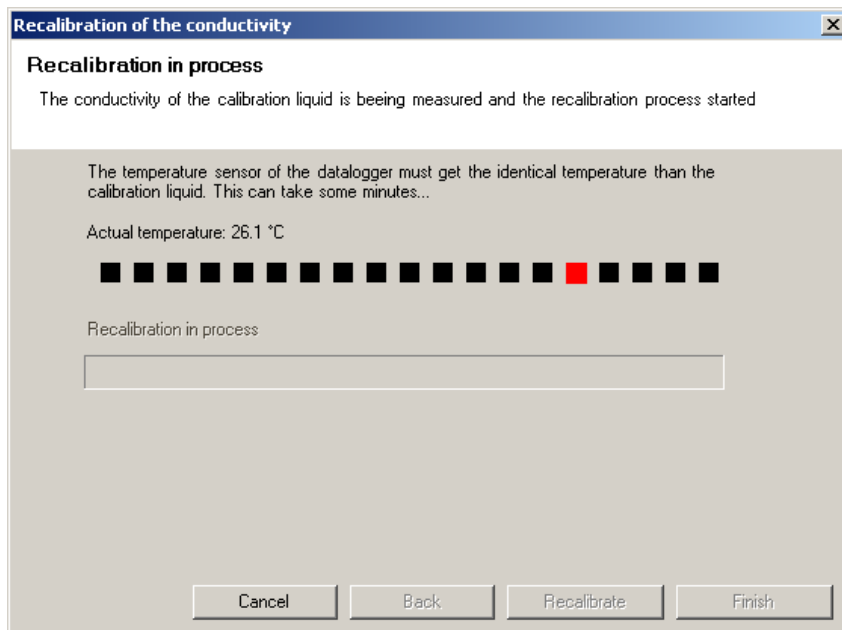 Recalibration of the conductivity
Recalibration in process
The conductivity of the calibration liquid is beeing measured and the recalibration process started
The temperature sensor of the datalogger must get the identical temperature than the
calibration liquid. This can take some minutes...
Actual temperature: 26.1 °C
Recalibration in process
Cancel
Back
Recalibrate
Finish